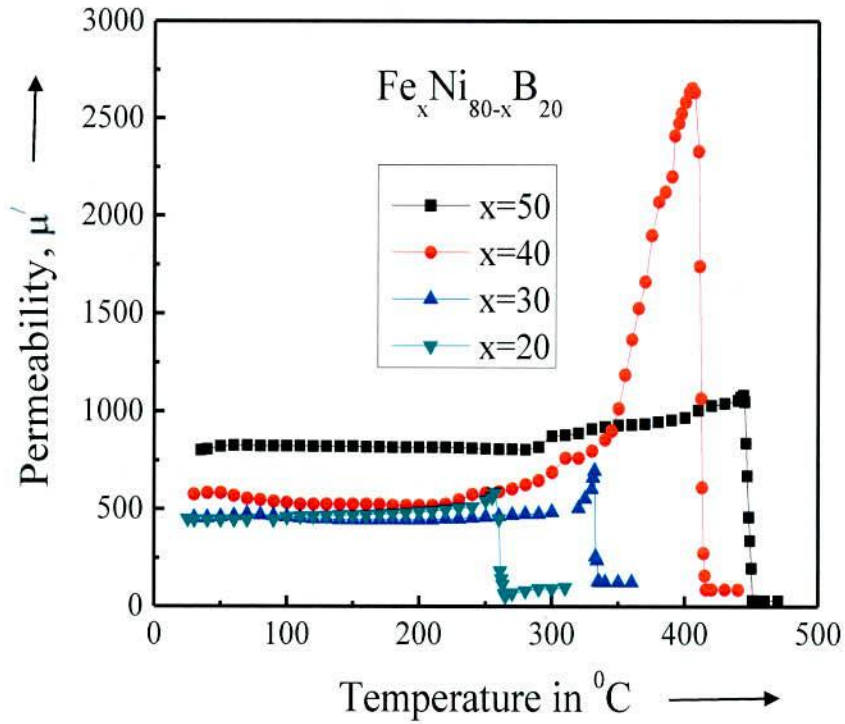 3000
2500
2000
1500
1000
500
0
Permeability, μ′
FeₓNi₈₀₋ₓB₂₀
x=50
x=40
x=30
x=20
0 100 200 300 400 500
Temperature in ⁰C